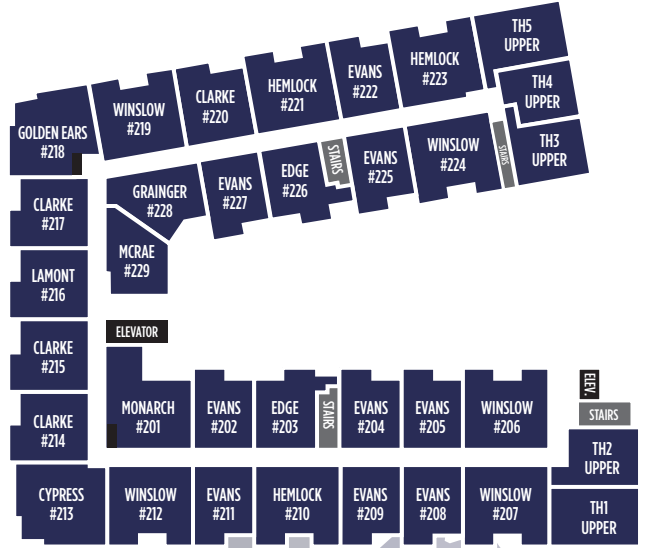 TH5
UPPER
HEMLOCK
#223
EVANS
#222
HEMLOCK
#221
CLARKE
#220
WINSLOW
#219
GOLDEN EARS
#218
TH4
UPPER
TH3
UPPER
STAIRS
WINSLOW
#224
EVANS
#225
STAIRS
EDGE
#226
EVANS
#227
GRAINGER
#228
MCRAE
#229
CLARKE
#217
LAMONT
#216
CLARKE
#215
CLARKE
#214
ELEVATOR
MONARCH
#201
EVANS
#202
EDGE
#203
STAIRS
EVANS
#204
EVANS
#205
WINSLOW
#206
ELEV.
STAIRS
TH2
UPPER
CYPRESS
#213
WINSLOW
#212
EVANS
#211
HEMLOCK
#210
EVANS
#209
EVANS
#208
WINSLOW
#207
TH1
UPPER